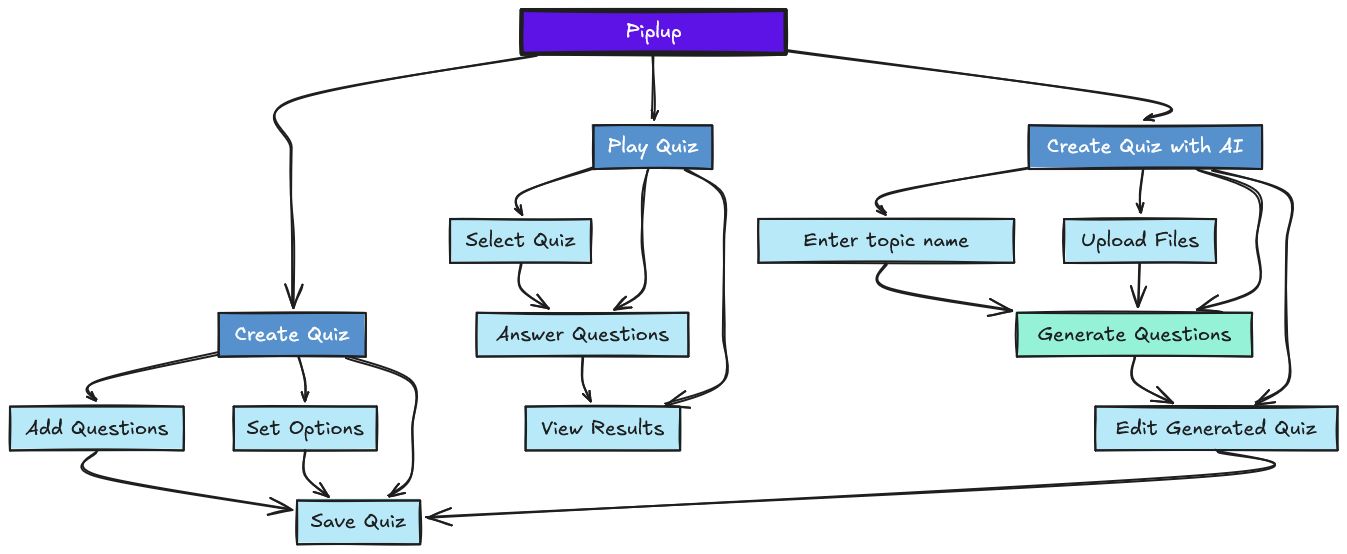 Piplup
Play Quiz
Create Quiz with AI
Select Quiz
Enter topic name
Upload Files
Create Quiz
Answer Questions
Generate Questions
Add Questions
Set Options
View Results
Edit Generated Quiz
Save Quiz